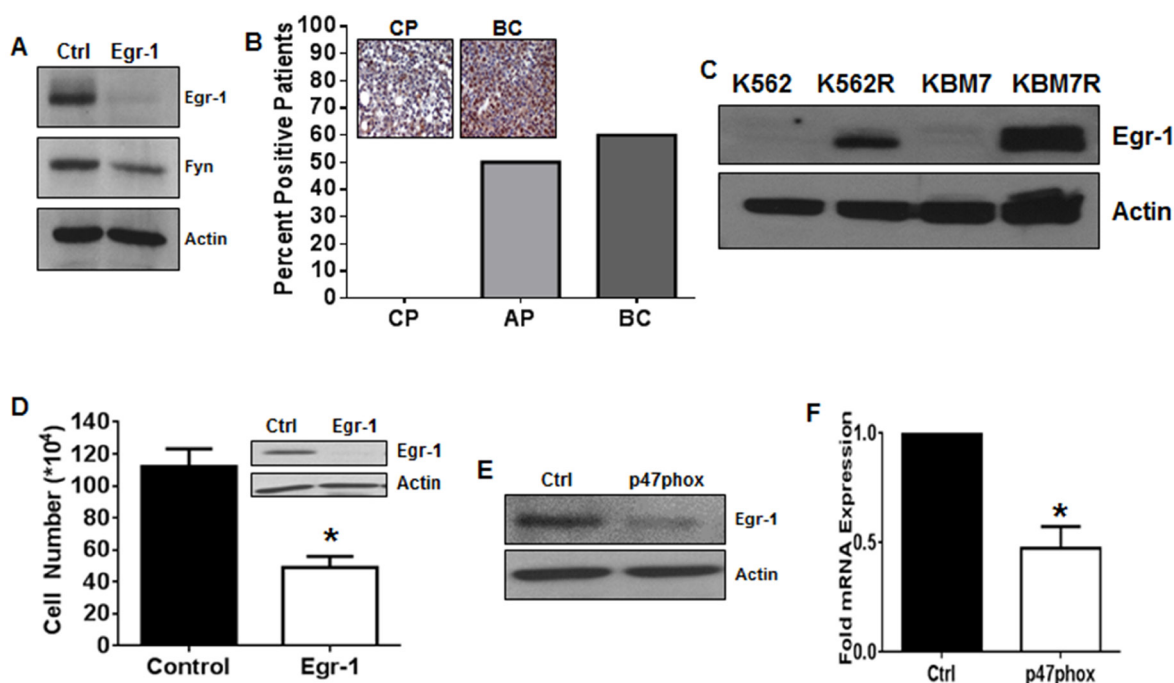 A
Ctrl Egr-1
Egr-1
Fyn
Actin
B
Percent Positive Patients
100
90
80
70
60
50
40
30
20
10
0
CP BC
CP AP BC
C
K562 K562R KBM7 KBM7R
Egr-1
Actin
D
Cell Number (*10⁴)
140
120
100
80
60
40
20
0
Ctrl Egr-1
Egr-1
Actin
*
Control Egr-1
E
Ctrl p47phox
Egr-1
Actin
F
Fold mRNA Expression
1.0
0.5
0.0
*
Ctrl p47phox